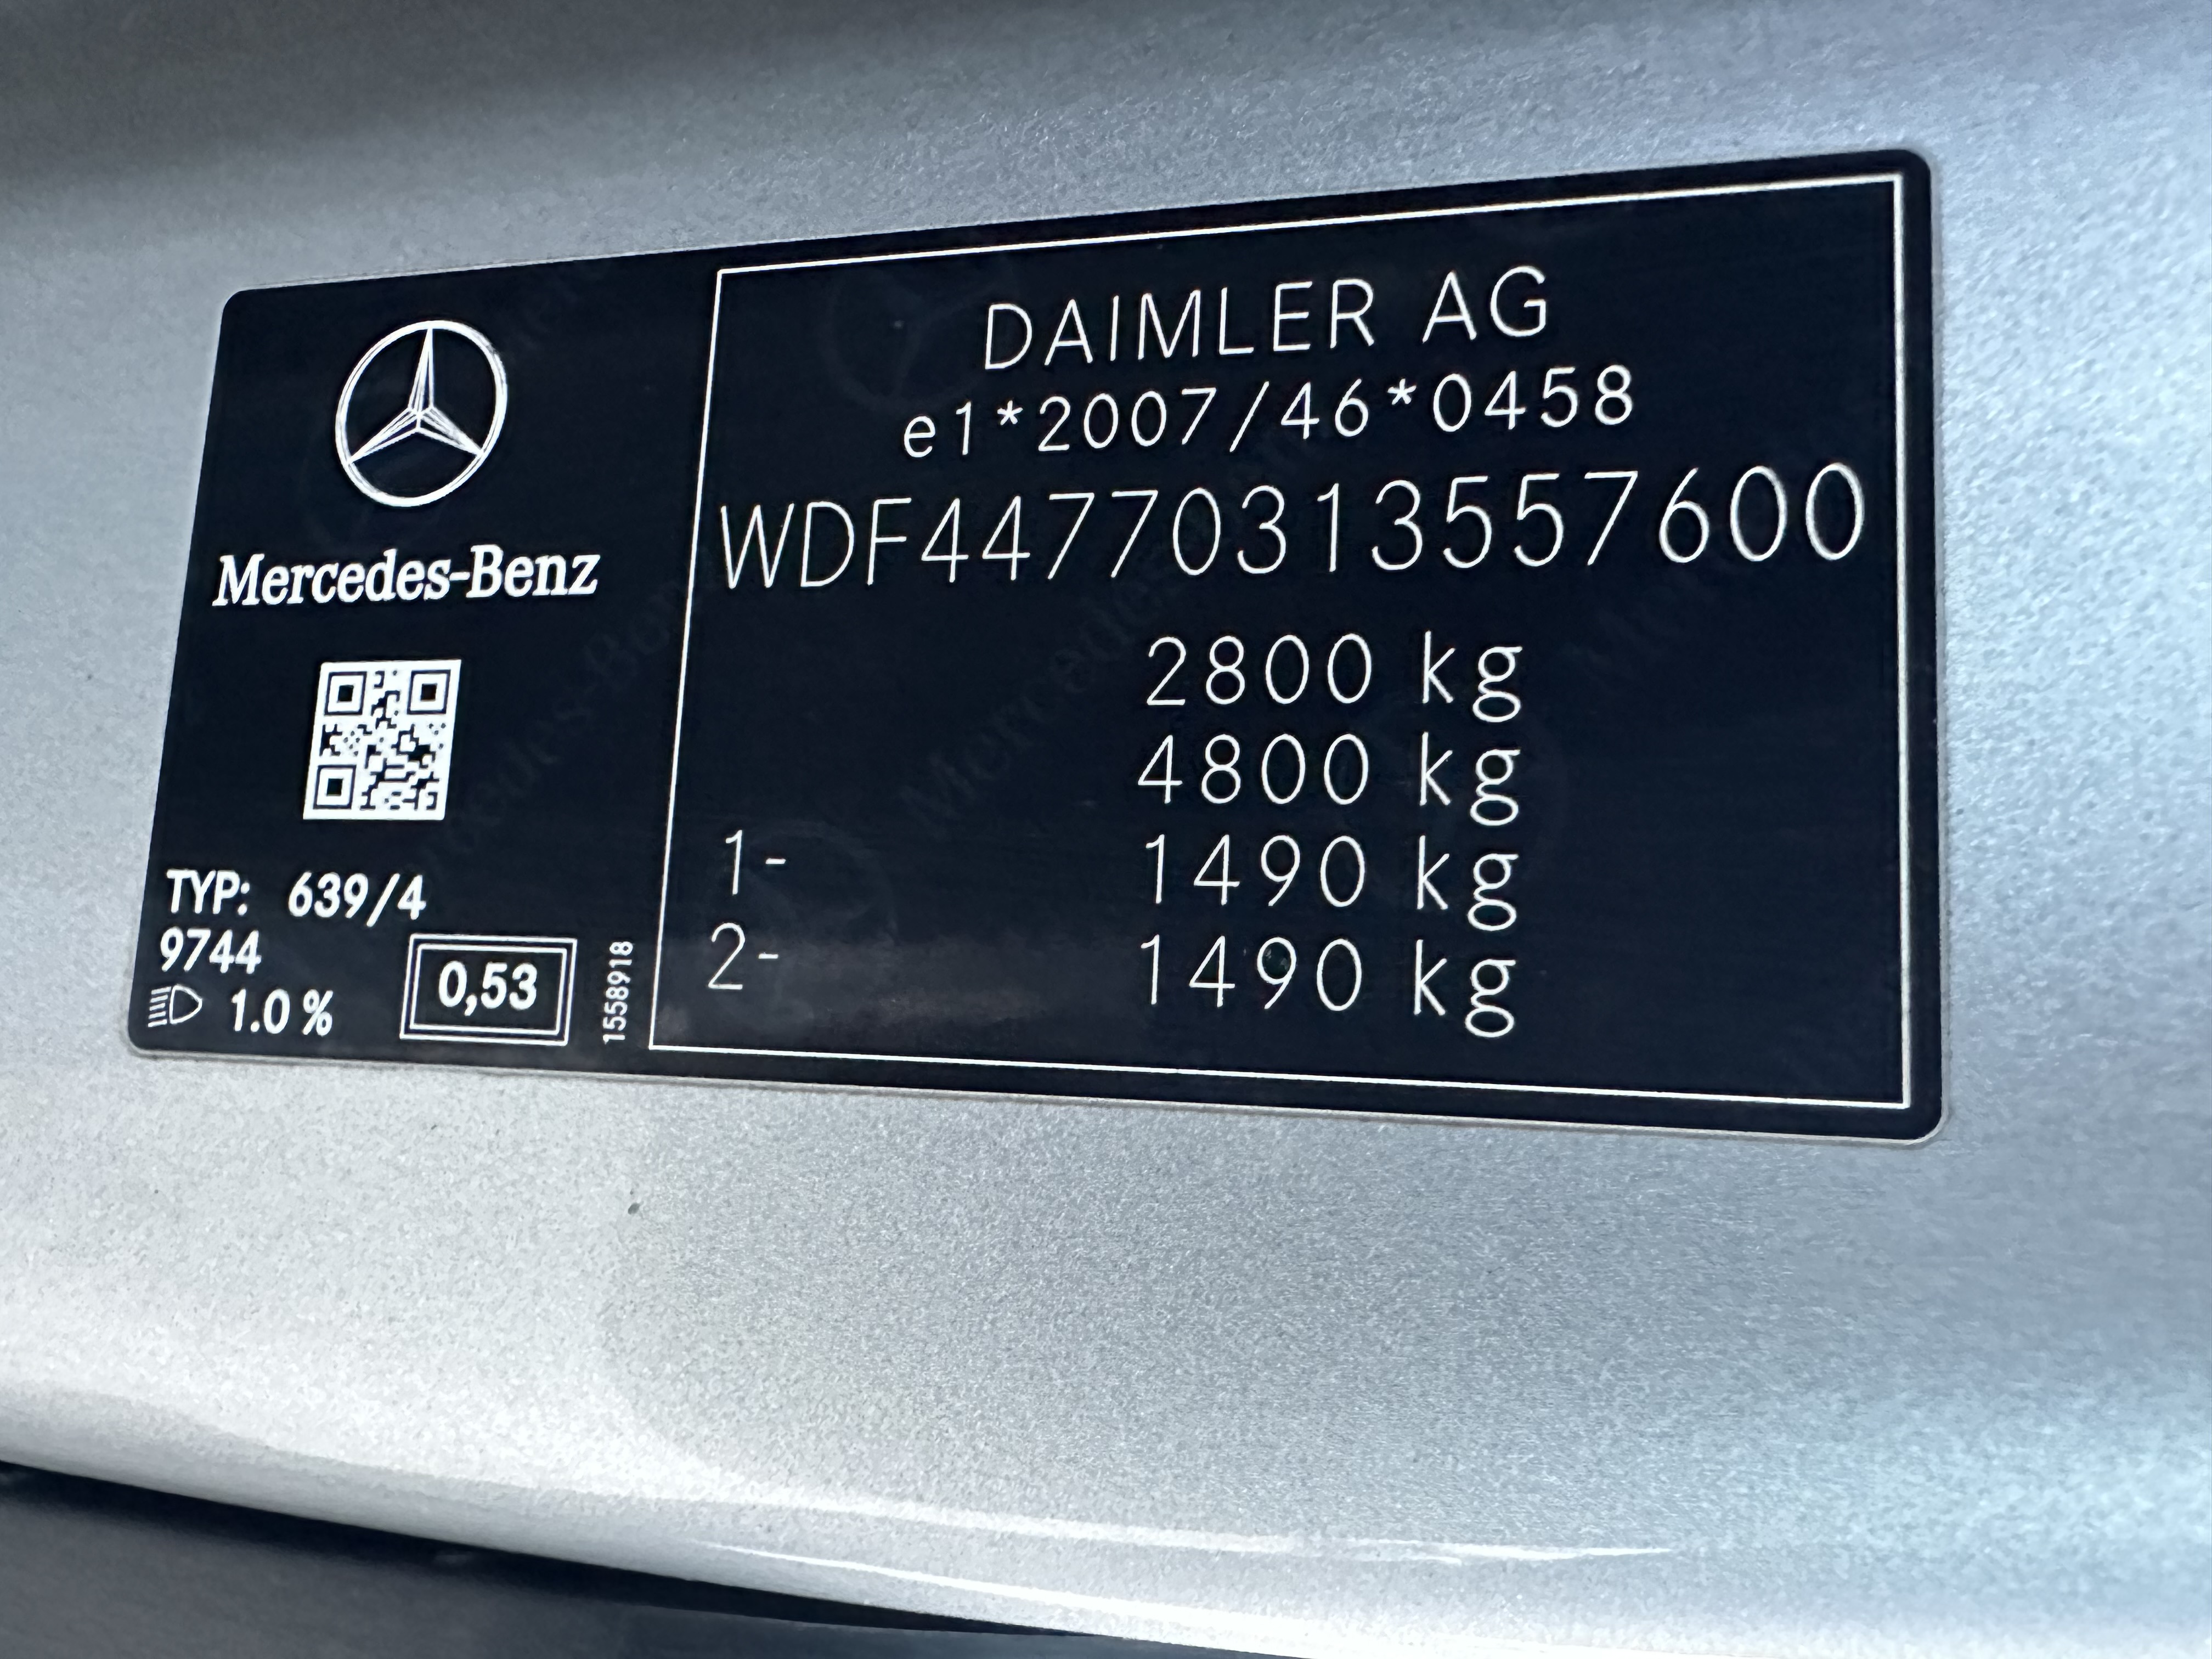 Mercedes-Benz
TYP: 639/4
9744
1.0 %
0,53
15589918
DAIMLER AG
e1*2007/46*0458
WDF44770313557600
2800 kg
4800 kg
1- 1490 kg
2- 1490 kg